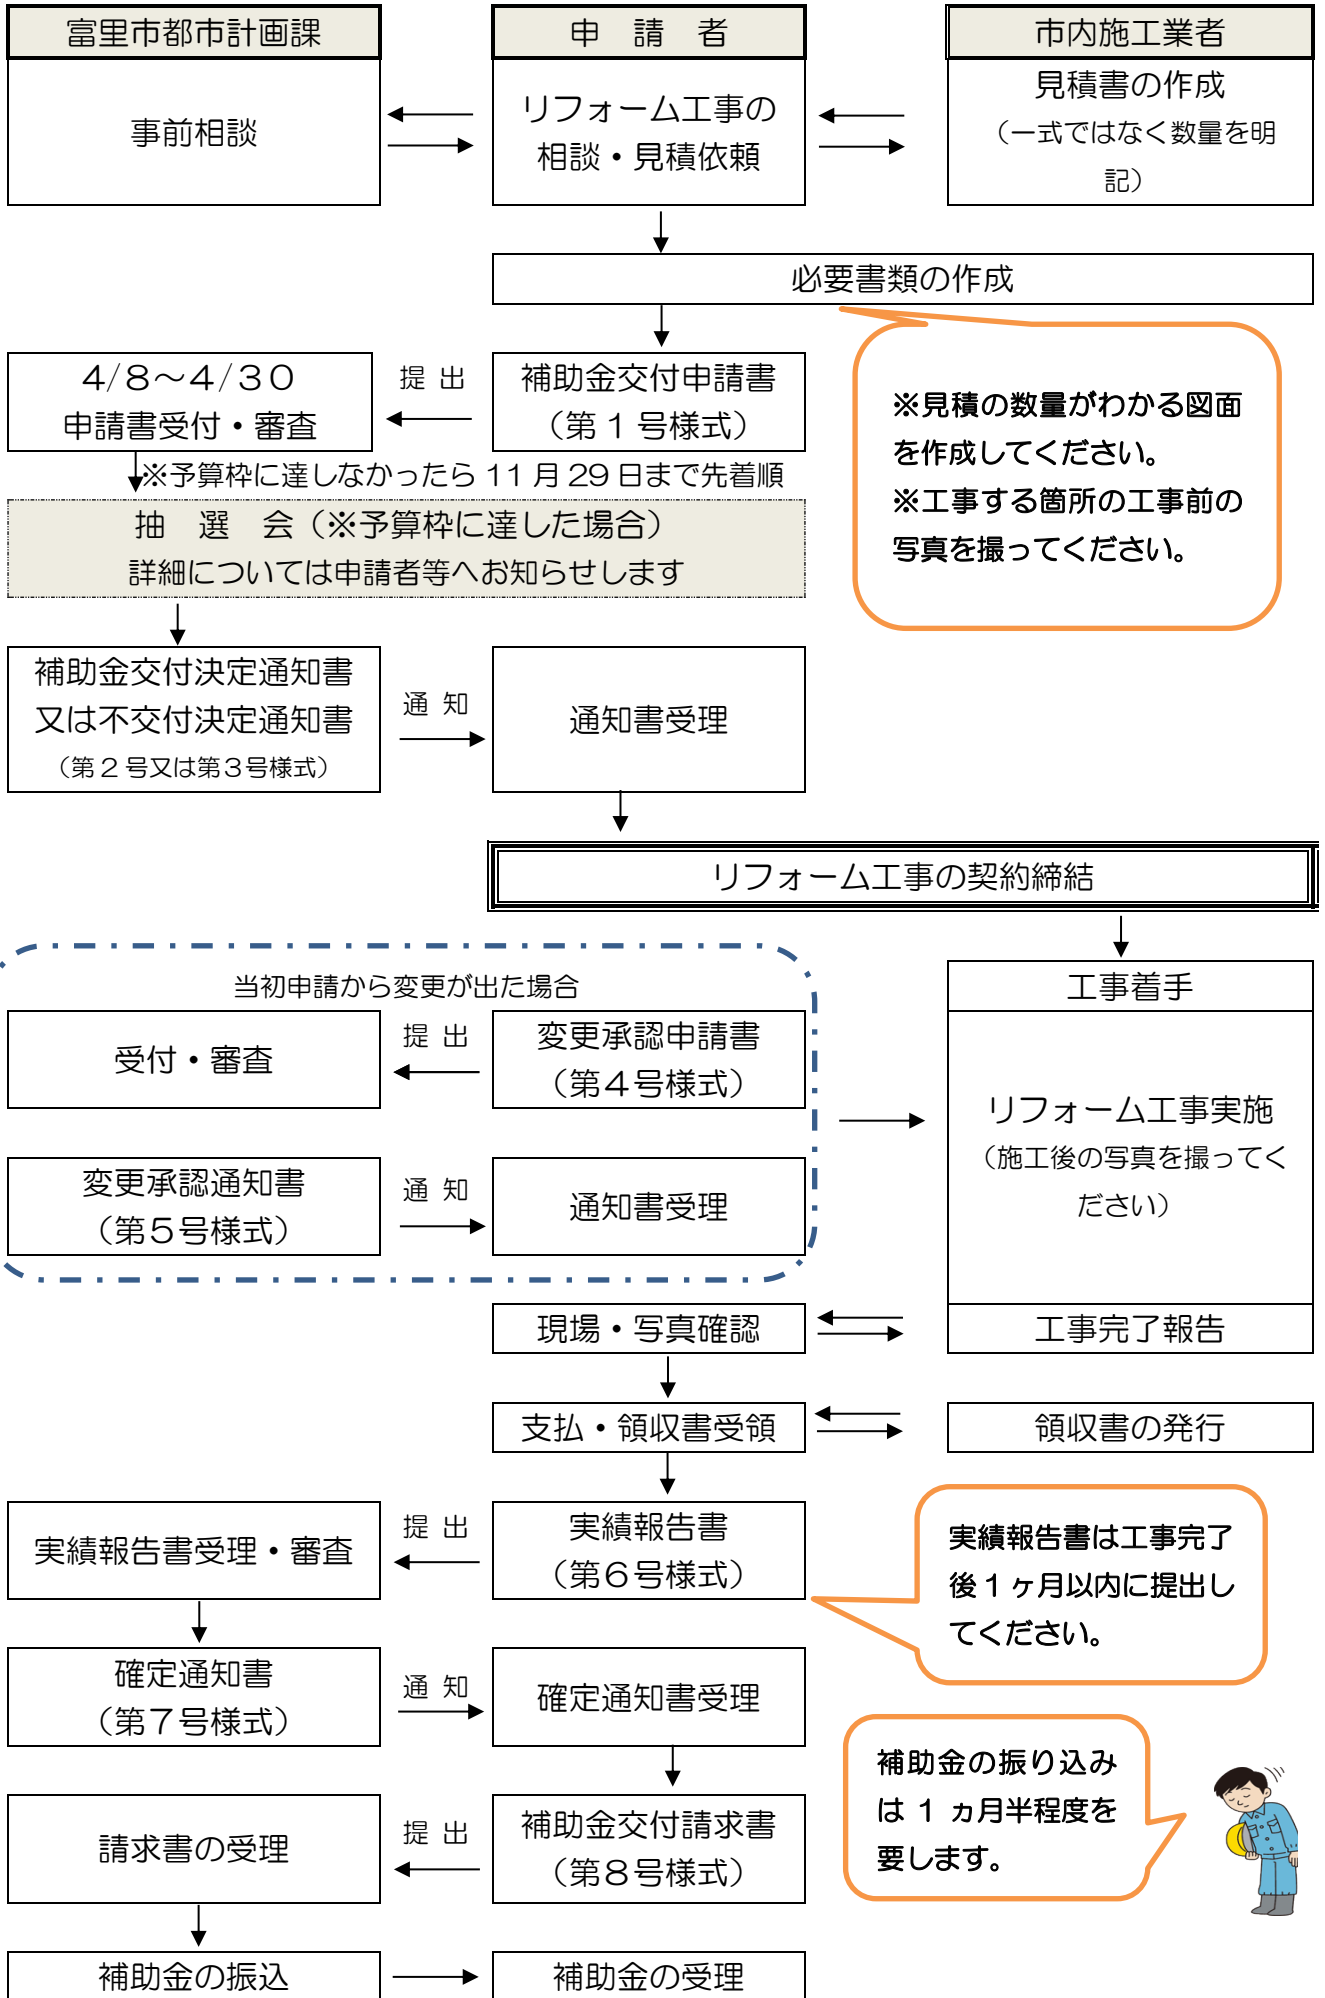 富里市都市計画課
申　請　者
市内施工業者
事前相談
リフォーム工事の
相談・見積依頼
見積書の作成
（一式ではなく数量を明
記）
必要書類の作成
4/8～4/30
申請書受付・審査
提 出
補助金交付申請書
（第１号様式）
※見積の数量がわかる図面
を作成してください。
※工事する箇所の工事前の
写真を撮ってください。
※予算枠に達しなかったら 11 月 29 日まで先着順
抽　選　会（※予算枠に達した場合）
詳細については申請者等へお知らせします
補助金交付決定通知書
又は不交付決定通知書
（第２号又は第３号様式）
通 知
通知書受理
リフォーム工事の契約締結
当初申請から変更が出た場合
受付・審査
提 出
変更承認申請書
（第４号様式）
変更承認通知書
（第５号様式）
通 知
通知書受理
工事着手
リフォーム工事実施
（施工後の写真を撮ってく
ださい）
現場・写真確認
工事完了報告
支払・領収書受領
領収書の発行
実績報告書受理・審査
提 出
実績報告書
（第６号様式）
実績報告書は工事完了
後１ヶ月以内に提出し
てください。
確定通知書
（第７号様式）
通 知
確定通知書受理
補助金の振り込み
は １ ヵ月半程度を
要します。
請求書の受理
提 出
補助金交付請求書
（第８号様式）
補助金の振込
補助金の受理